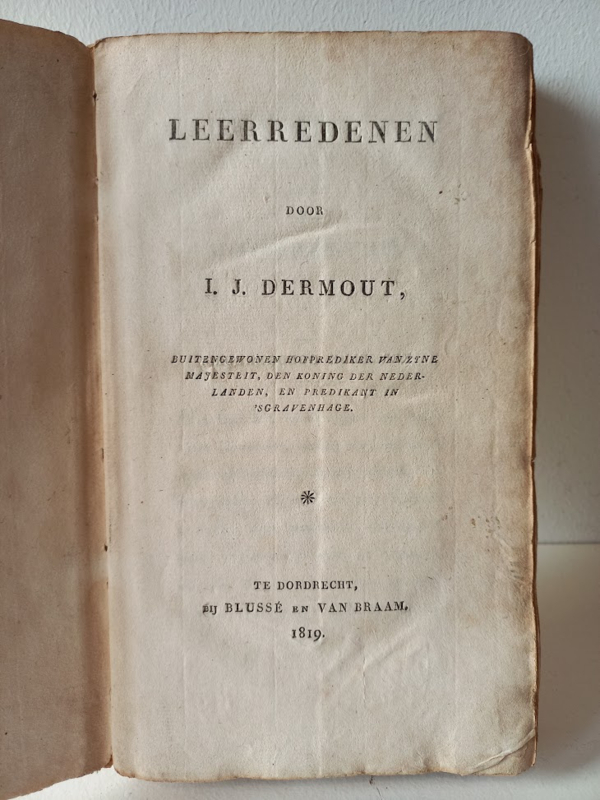 LEERREDENEN
DOOR
I. J. DERMOUT,
BUITENGEWONEN HOFPREDIKER VAN ZYNE
MAJESTEIT, DEN KONING DER NEDER-
LANDEN, EN PREDIKANT IN
'SGRAVENHAGE.
TE DORDRECHT,
BIJ BLUSSÉ EN VAN BRAAM.
1819.